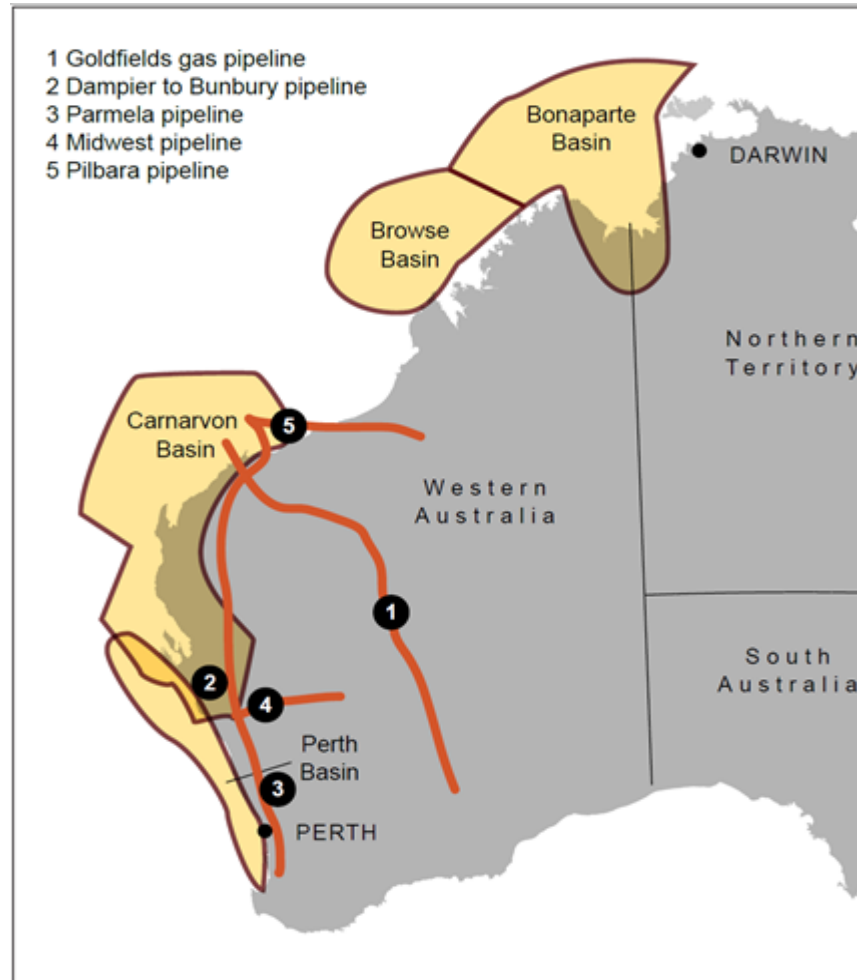 1 Goldfields gas pipeline
2 Dampier to Bunbury pipeline
3 Parmela pipeline
4 Midwest pipeline
5 Pilbara pipeline
Bonaparte
Basin
DARWIN
Browse
Basin
Northern
Territory
Carnarvon
Basin
5
Western
Australia
1
South
Australia
2
4
Perth
Basin
3
PERTH